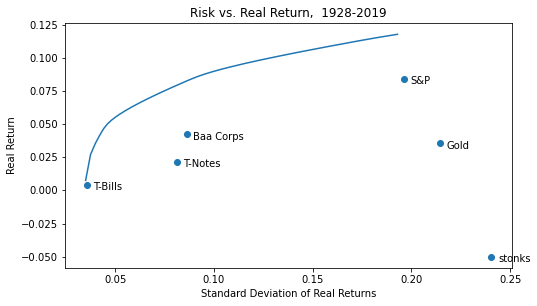 Risk vs. Real Return,  1928-2019
0.125
0.100
0.075
0.050
0.025
0.000
−0.025
−0.050
Real Return
S&P
Baa Corps
Gold
T-Notes
T-Bills
stonks
0.05 0.10 0.15 0.20 0.25
Standard Deviation of Real Returns